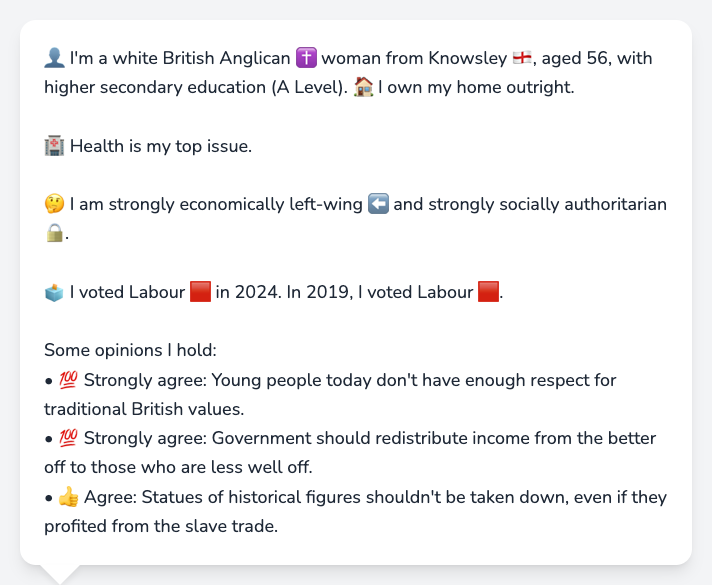 👤 I'm a white British Anglican ✝️ woman from Knowsley 🏴󠁧󠁢󠁥󠁮󠁧󠁿, aged 56, with
higher secondary education (A Level). 🏠 I own my home outright.
🏥 Health is my top issue.
🤔 I am strongly economically left-wing ⬅️ and strongly socially authoritarian
🔒.
🗳️ I voted Labour 🟥 in 2024. In 2019, I voted Labour 🟥.
Some opinions I hold:
• 💯 Strongly agree: Young people today don't have enough respect for
traditional British values.
• 💯 Strongly agree: Government should redistribute income from the better
off to those who are less well off.
• 👍 Agree: Statues of historical figures shouldn't be taken down, even if they
profited from the slave trade.